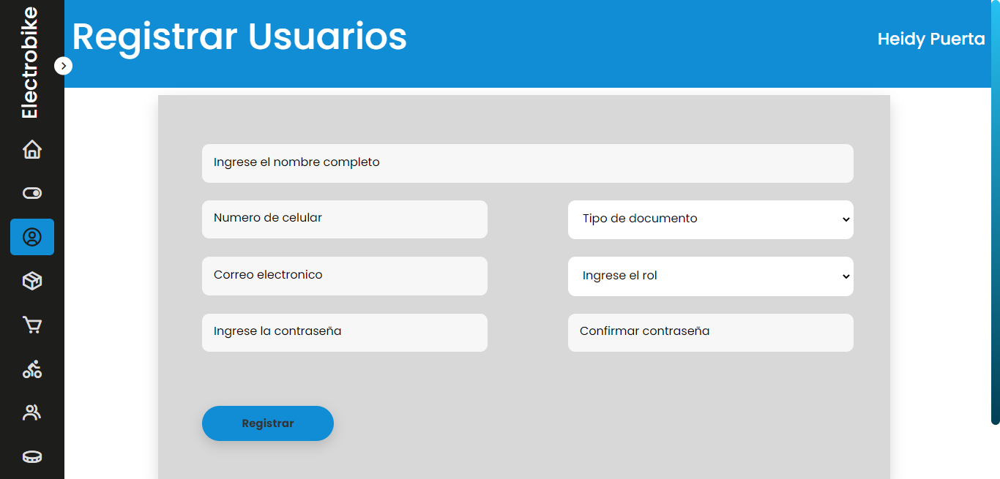 Electrobike
Registrar Usuarios
Heidy Puerta
Ingrese el nombre completo
Numero de celular
Tipo de documento
Correo electronico
Ingrese el rol
Ingrese la contraseña
Confirmar contraseña
Registrar